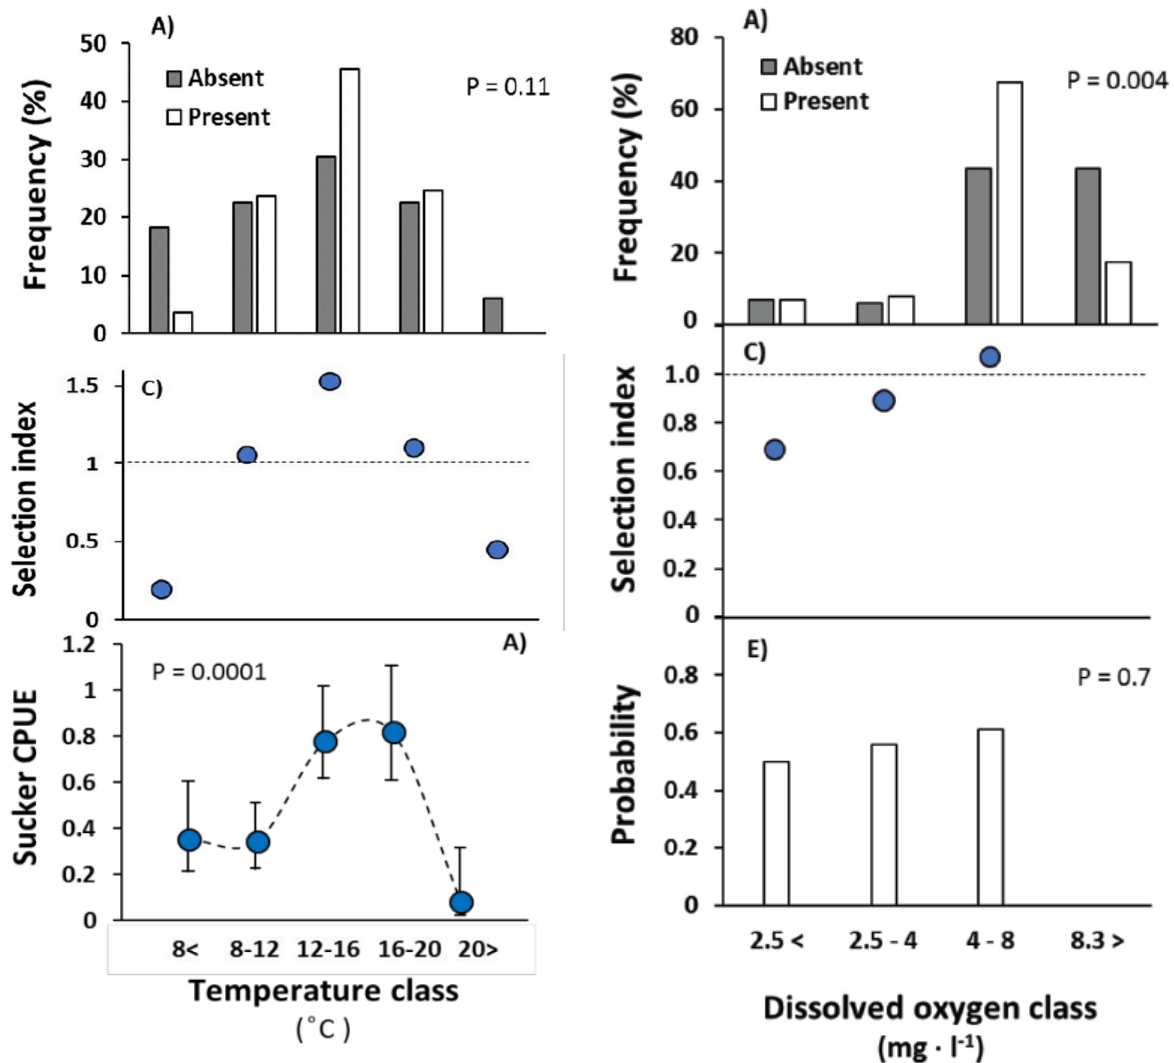 A)
50
40
30
20
10
0
Frequency (%)
Absent
Present
P = 0.11
C)
1.5
1
0.5
0
Selection index
A)
1.2
1
0.8
0.6
0.4
0.2
0
Sucker CPUE
P = 0.0001
8< 8-12 12-16 16-20 20>
Temperature class
(°C)
A)
80
60
40
20
0
Frequency (%)
Absent
Present
P = 0.004
C)
1.0
0.8
0.6
0.4
0.2
0
Selection index
E)
0.8
0.6
0.4
0.2
0
Probability
P = 0.7
2.5 < 2.5 - 4 4 - 8 8.3 >
Dissolved oxygen class
(mg · l⁻¹)